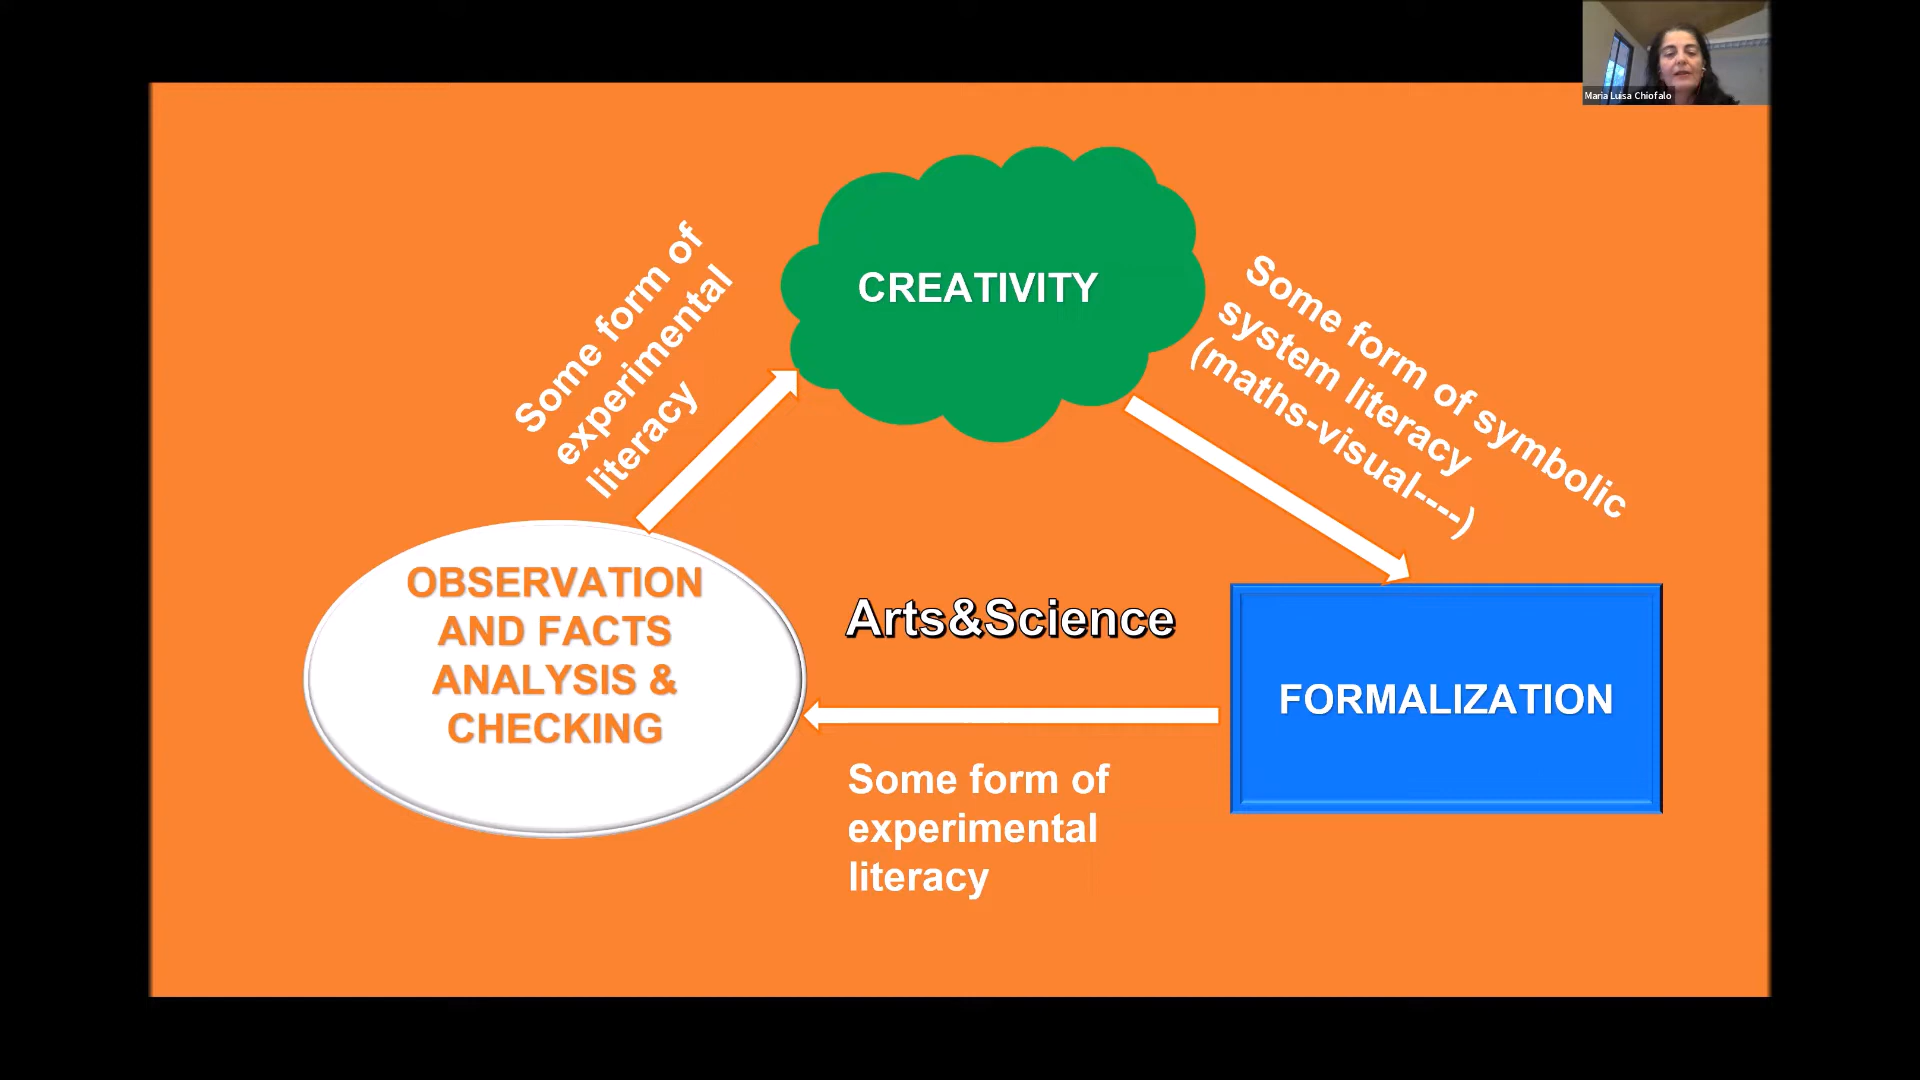 Maria Luisa Chiofalo
CREATIVITY
Some form of
experimental
literacy
Some form of symbolic
system literacy
(maths-visual----)
OBSERVATION
AND FACTS
ANALYSIS &
CHECKING
Arts&Science
FORMALIZATION
Some form of
experimental
literacy